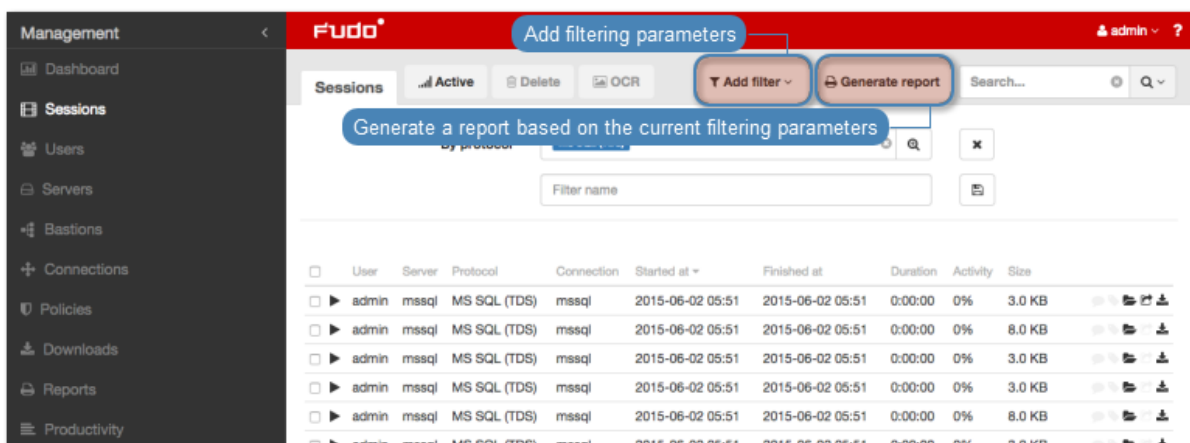 Management
Fudo
Add filtering parameters
admin
?
Dashboard
Sessions
Users
Servers
Bastions
Connections
Policies
Downloads
Reports
Productivity
Sessions
Active
Delete
OCR
Add filter
Generate report
Search...
Generate a report based on the current filtering parameters
By protocol
Filter name
User Server Protocol Connection Started at Finished at Duration Activity Size
admin mssql MS SQL (TDS) mssql 2015-06-02 05:51 2015-06-02 05:51 0:00:00 0% 3.0 KB
admin mssql MS SQL (TDS) mssql 2015-06-02 05:51 2015-06-02 05:51 0:00:00 0% 8.0 KB
admin mssql MS SQL (TDS) mssql 2015-06-02 05:51 2015-06-02 05:51 0:00:00 0% 3.0 KB
admin mssql MS SQL (TDS) mssql 2015-06-02 05:51 2015-06-02 05:51 0:00:00 0% 3.0 KB
admin mssql MS SQL (TDS) mssql 2015-06-02 05:51 2015-06-02 05:51 0:00:00 0% 8.0 KB